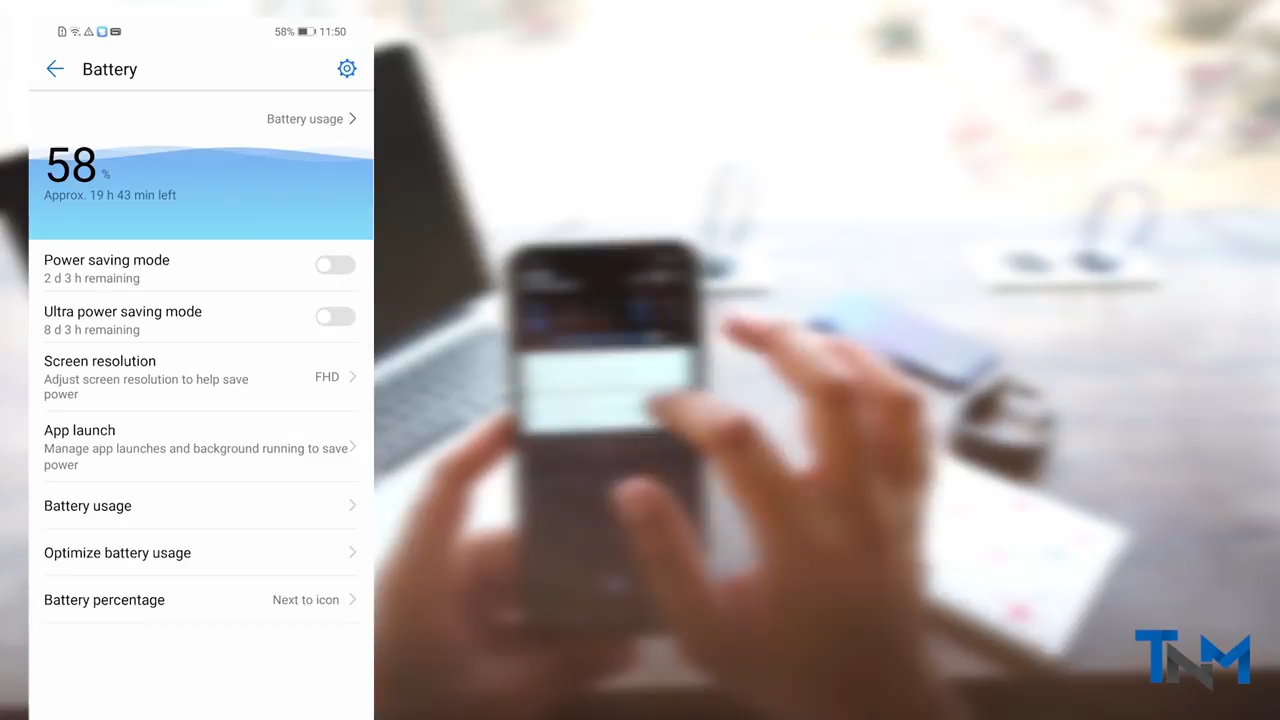 58% 11:50
Battery
Battery usage
58 %
Approx. 19 h 43 min left
Power saving mode
2 d 3 h remaining
Ultra power saving mode
8 d 3 h remaining
Screen resolution
Adjust screen resolution to help save
power
FHD
App launch
Manage app launches and background running to save
power
Battery usage
Optimize battery usage
Battery percentage
Next to icon
TNM